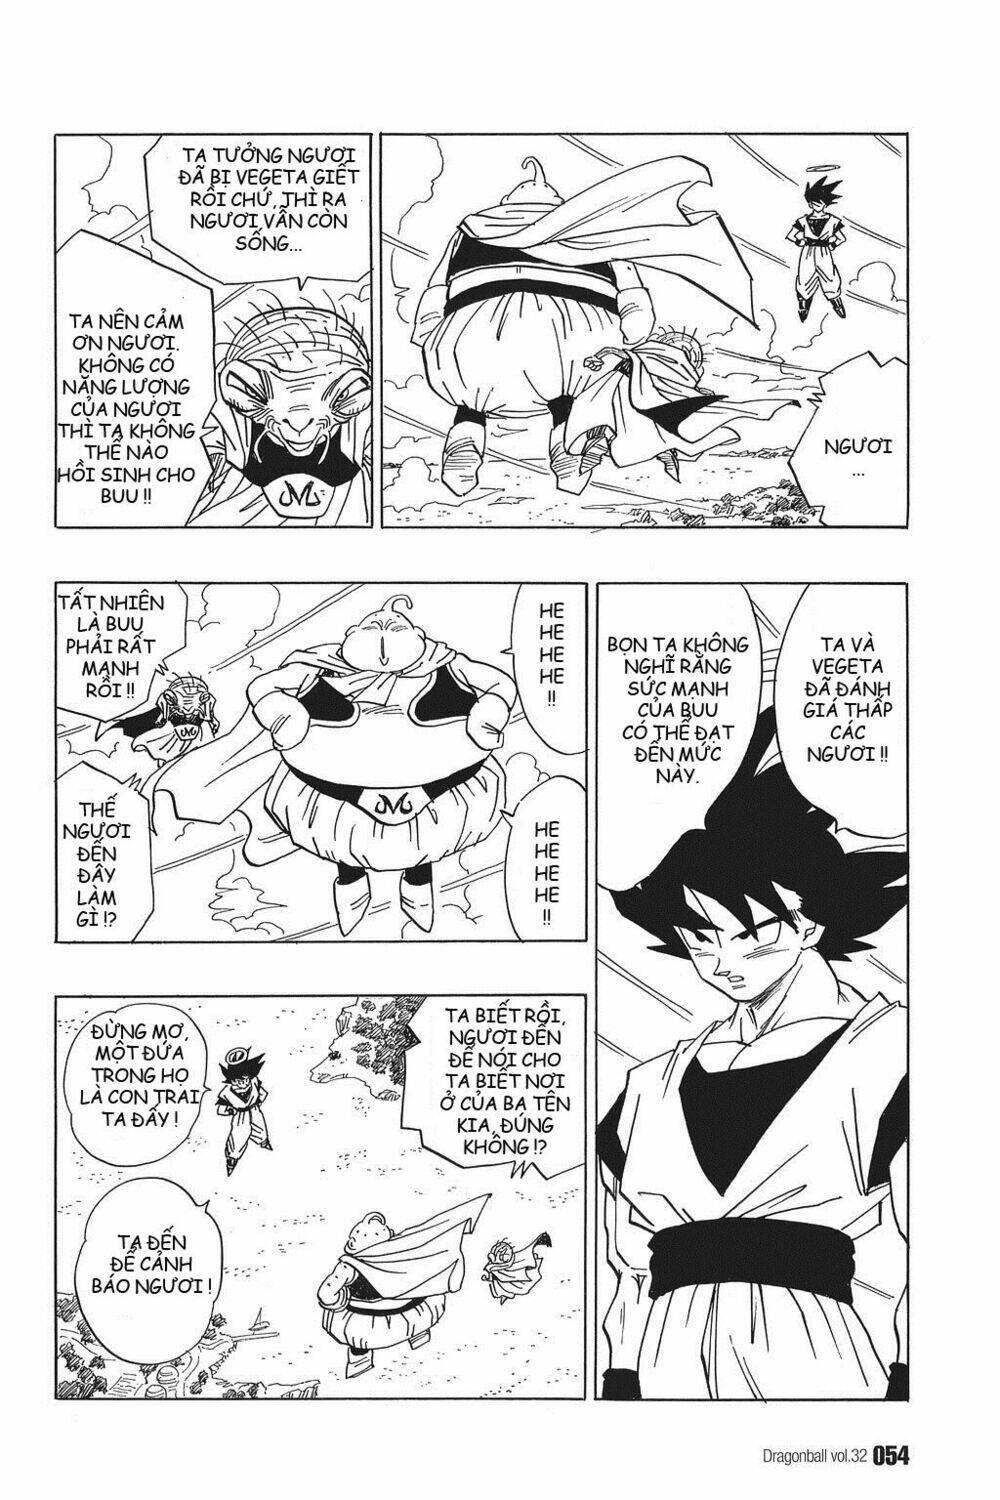 NGƯƠI
...
TA TƯỞNG NGƯƠI
ĐÃ BỊ VEGETA GIẾT
RỒI CHỨ, THÌ RA
NGƯƠI VẪN CÒN
SỐNG...
TA NÊN CẢM
ƠN NGƯƠI.
KHÔNG CÓ
NĂNG LƯỢNG
CỦA NGƯƠI
THÌ TA KHÔNG
THỂ NÀO
HỒI SINH CHO
BUU !!
TA VÀ
VEGETA
ĐÃ ĐÁNH
GIÁ THẤP
CÁC
NGƯƠI !!
BỌN TA KHÔNG
NGHĨ RẰNG
SỨC MẠNH
CỦA BUU
CÓ THỂ ĐẠT
ĐẾN MỨC
NÀY.
HE
HE
HE
HE
!!
HE
HE
HE
HE
!!
TẤT NHIÊN
LÀ BUU
PHẢI RẤT
MẠNH
RỒI !!
THẾ
NGƯƠI
ĐẾN
ĐÂY
LÀM
GÌ !?
TA BIẾT RỒI,
NGƯƠI ĐẾN
ĐỂ NÓI CHO
TA BIẾT NƠI
Ở CỦA BA TÊN
KIA, ĐÚNG
KHÔNG !?
ĐỪNG MƠ,
MỘT ĐỨA
TRONG HỌ
LÀ CON TRAI
TA ĐẤY !
TA ĐẾN
ĐỂ CẢNH
BÁO NGƯƠI !
Dragonball vol.32 054